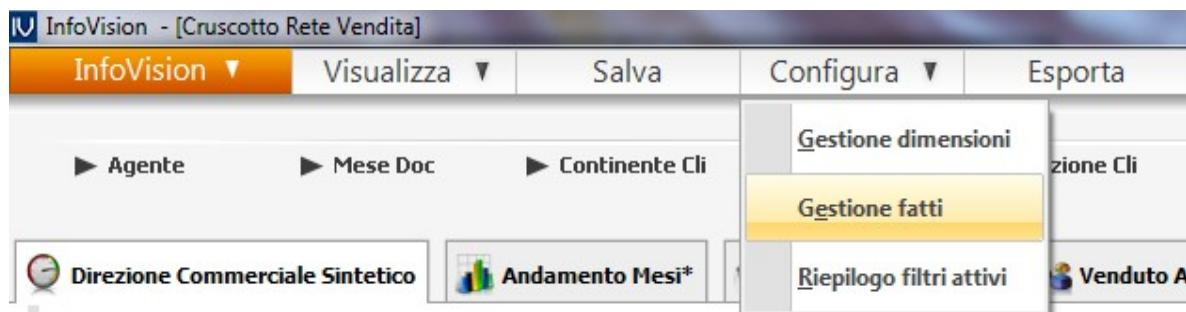 InfoVision - [Cruscotto Rete Vendita]
InfoVision Visualizza Salva Configura Esporta
Gestione dimensioni
Agente Mese Doc Continente Cli zione Cli
Gestione fatti
Direzione Commerciale Sintetico Andamento Mesi* Riepilogo filtri attivi Venduto A